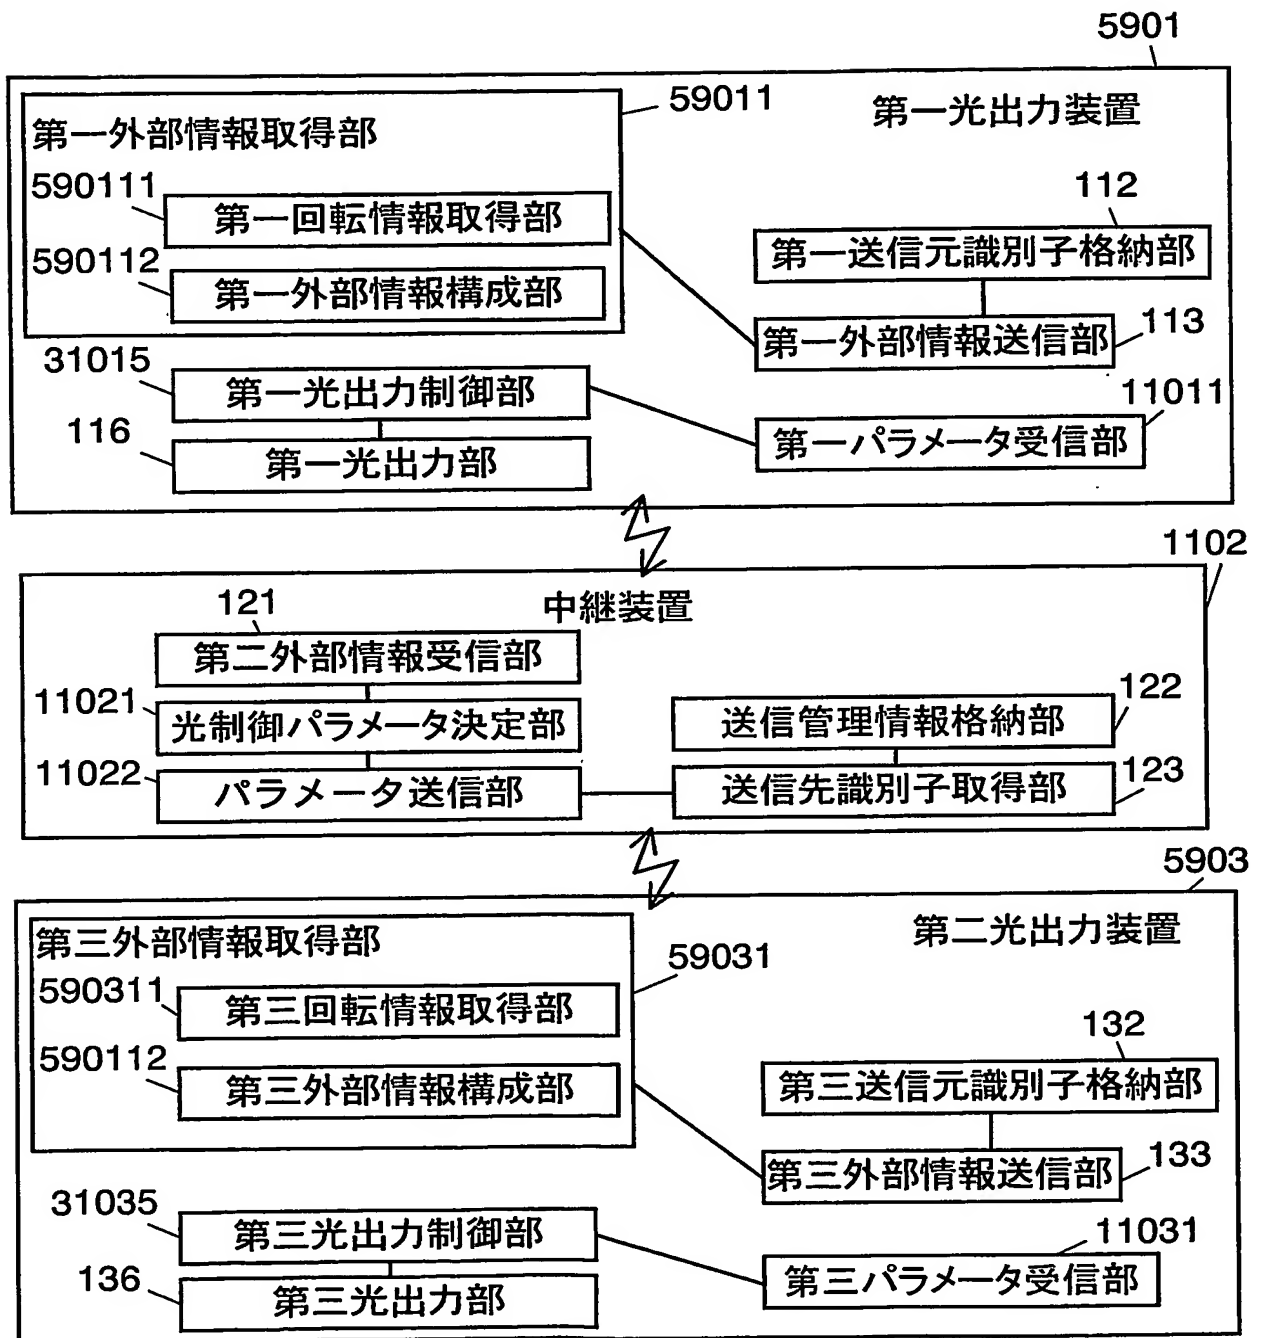 5901
59011
第一光出力装置
第一外部情報取得部
590111
第一回転情報取得部
112
第一送信元識別子格納部
590112
第一外部情報構成部
第一外部情報送信部
113
31015
第一光出力制御部
11011
116
第一光出力部
第一パラメータ受信部
1102
121
中継装置
第二外部情報受信部
11021
光制御パラメータ決定部
送信管理情報格納部
122
11022
パラメータ送信部
送信先識別子取得部
123
5903
第三外部情報取得部
第二光出力装置
59031
590311
第三回転情報取得部
132
590112
第三外部情報構成部
第三送信元識別子格納部
第三外部情報送信部
133
31035
第三光出力制御部
11031
136
第三光出力部
第三パラメータ受信部